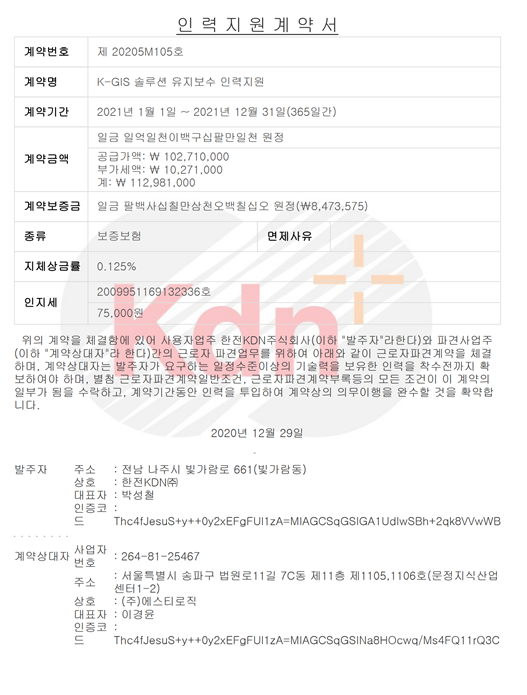 인 력 지 원 계 약 서
계약번호 제 20205M105호
계약명 K-GIS 솔루션 유지보수 인력지원
계약기간 2021년 1월 1일 ~ 2021년 12월 31일(365일간)
계약금액 일금 일억일천이백구십팔만일천 원정
공급가액: ₩ 102,710,000
부가세액: ₩ 10,271,000
계: ₩ 112,981,000
계약보증금 일금 팔백사십칠만삼천오백칠십오 원정(₩8,473,575)
종류 보증보험 면제사유
지체상금률 0.125%
인지세 2009951169132336호
75,000원
Kdn
위의 계약을 체결함에 있어 사용자업주 한전KDN주식회사(이하 "발주자"라한다)와 파견사업주
(이하 "계약상대자"라 한다)간의 근로자 파견업무를 위하여 아래와 같이 근로자파견계약을 체결
하며, 계약상대자는 발주자가 요구하는 일정수준이상의 기술력을 보유한 인력을 착수전까지 확
보하여야 하며, 별첨 근로자파견계약일반조건, 근로자파견계약부록등의 모든 조건이 이 계약의
일부가 됨을 수락하고, 계약기간동안 인력을 투입하여 계약상의 의무이행을 완수할 것을 확약합
니다.
2020년 12월 29일
발주자 주소 : 전남 나주시 빛가람로 661(빛가람동)
상호 : 한전KDN㈜
대표자 : 박성철
인증코 :
드 Thc4fJesuS+y++0y2xEFgFUI1zA=MIAGCSqGSIGA1UdIwSBh+2qk8VVwWB
계약상대자 사업자
번호 : 264-81-25467
주소 : 서울특별시 송파구 법원로11길 7C동 제11층 제1105,1106호(문정지식산업
센터1-2)
상호 : (주)에스티로직
대표자 : 이경윤
인증코 :
드 Thc4fJesuS+y++0y2xEFgFUI1zA=MIAGCSqGSINa8HOcwq/Ms4FQ11rQ3C